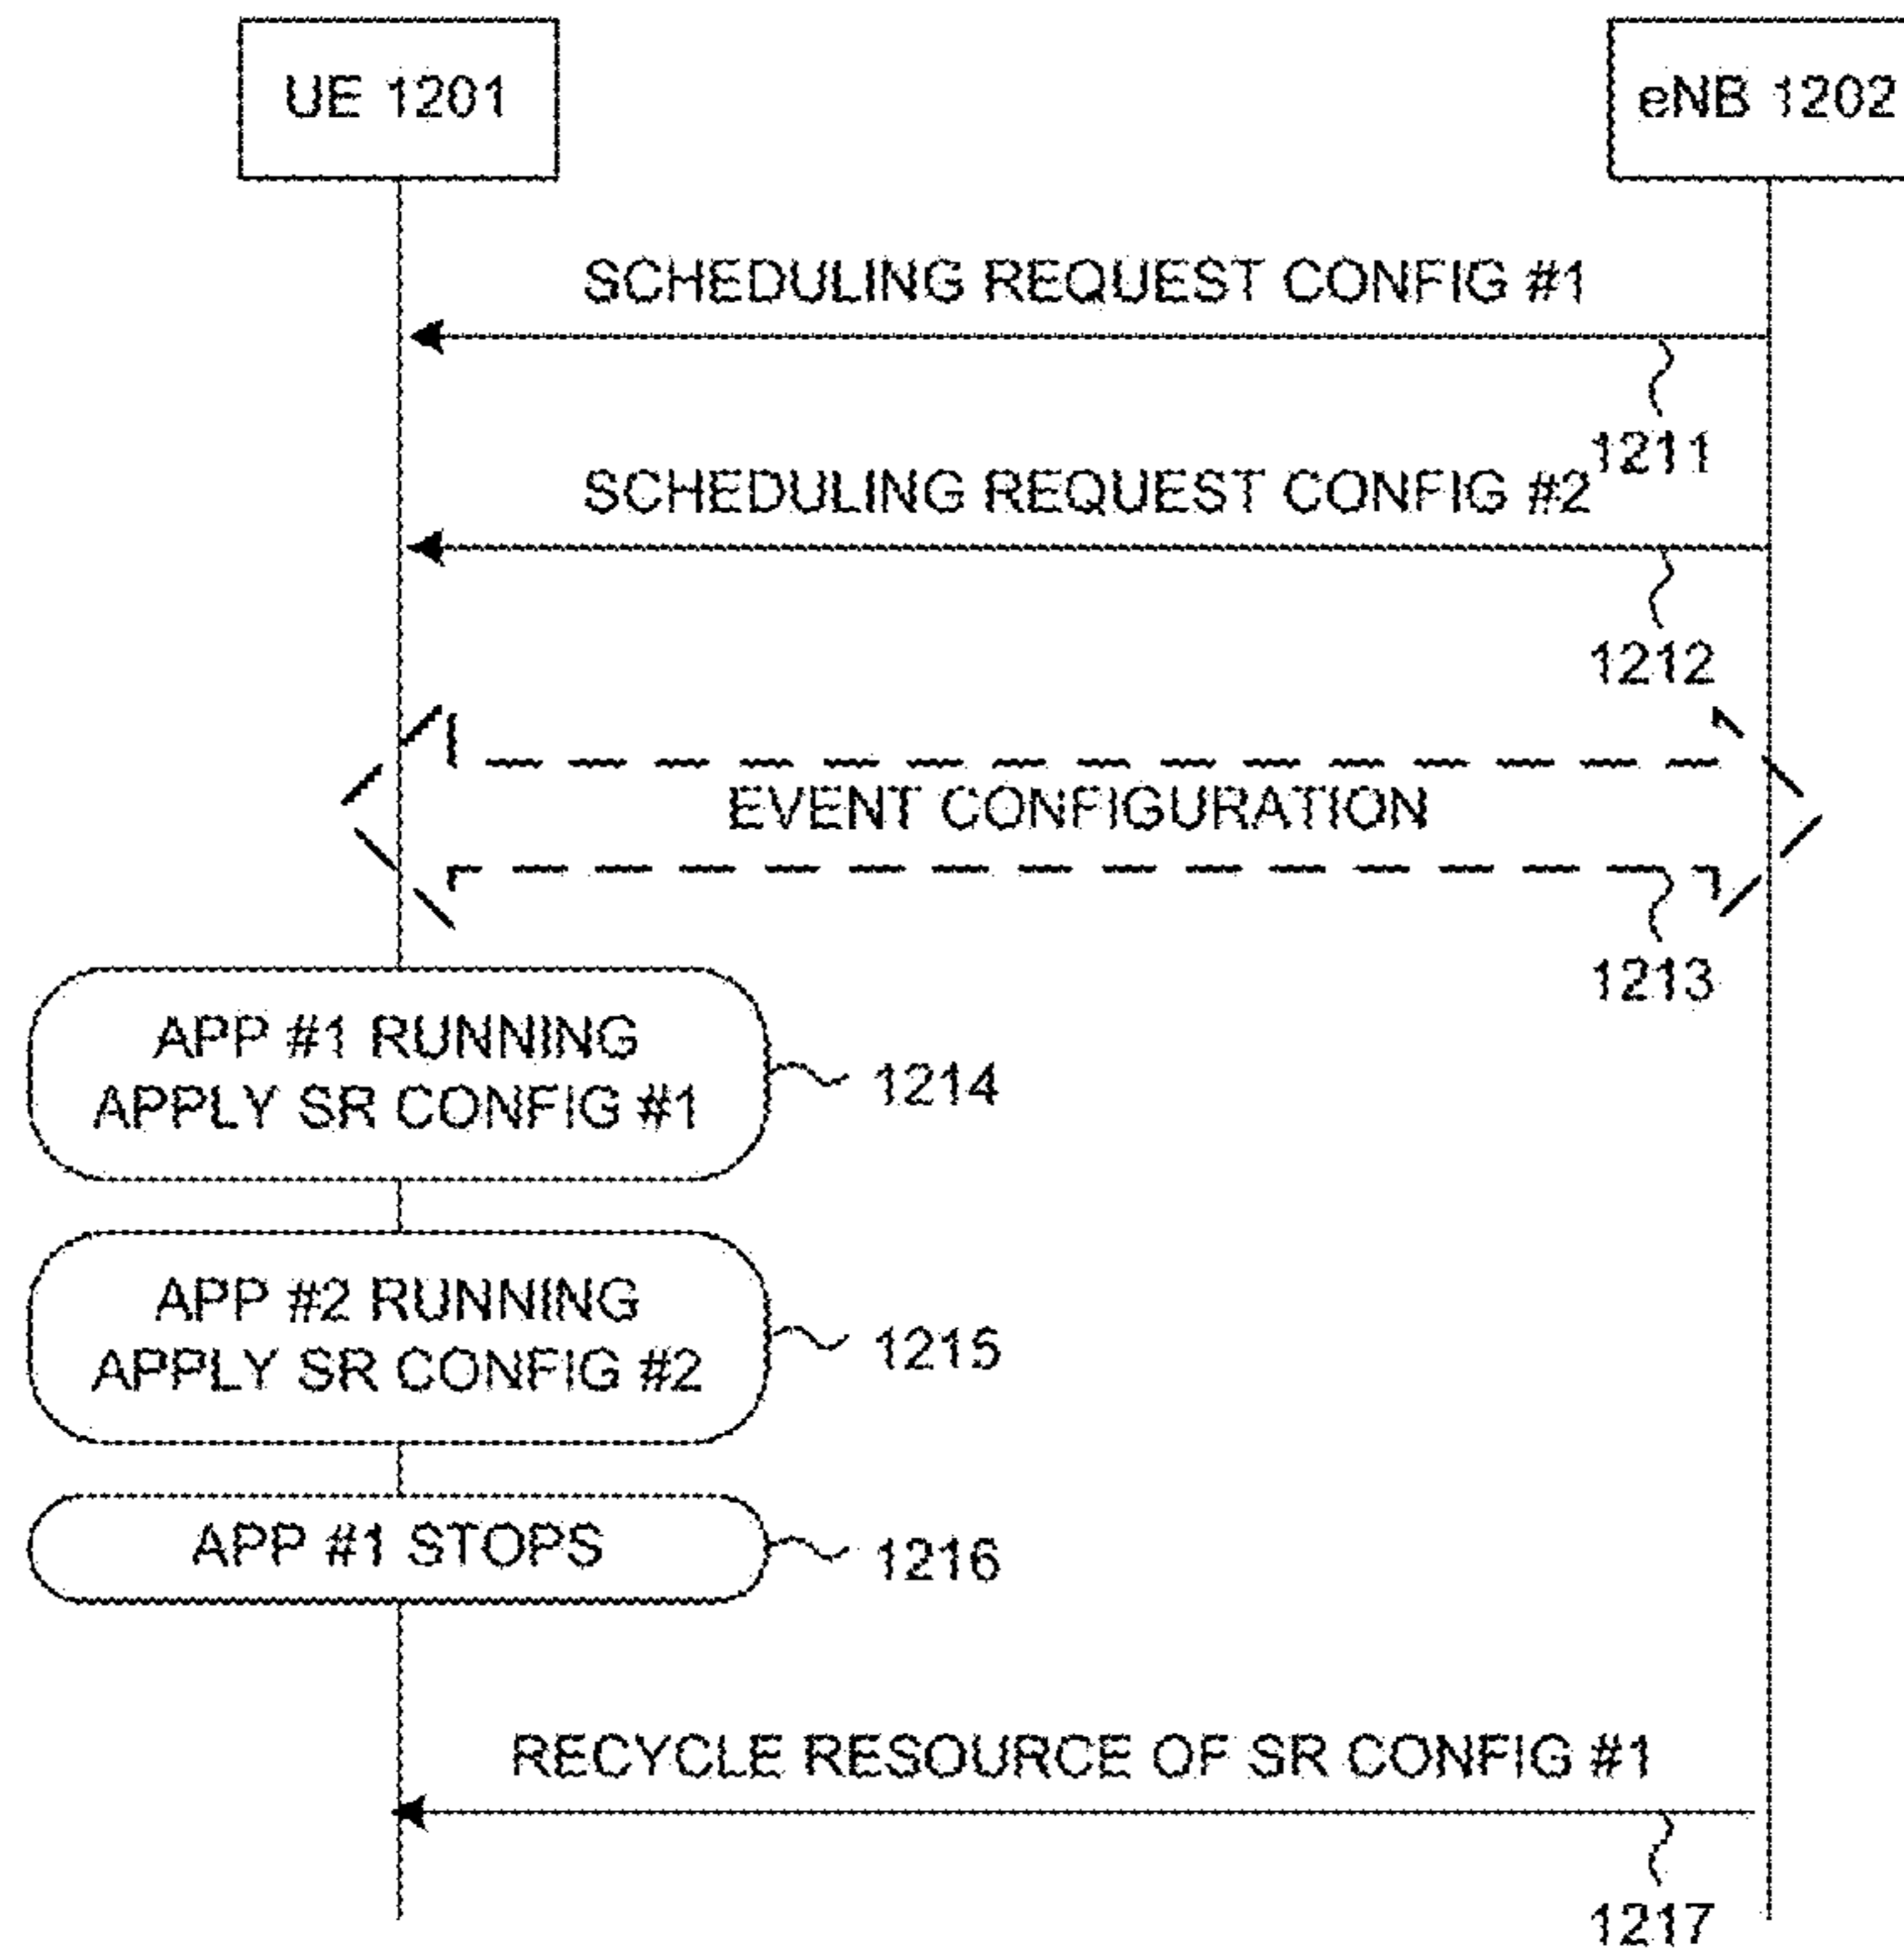 UE 1201
eNB 1202
SCHEDULING REQUEST CONFIG #1
1211
SCHEDULING REQUEST CONFIG #2
1212
EVENT CONFIGURATION
1213
APP #1 RUNNING
APPLY SR CONFIG #1
1214
APP #2 RUNNING
APPLY SR CONFIG #2
1215
APP #1 STOPS
1216
RECYCLE RESOURCE OF SR CONFIG #1
1217